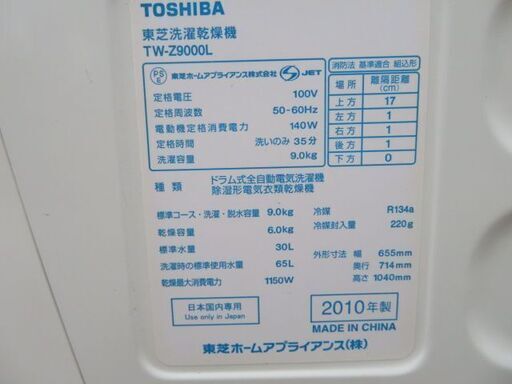 TOSHIBA
東芝洗濯乾燥機
TW-Z9000L
PS E 東芝ホームアプライアンス株式会社 S JET
定格電圧 100V
定格周波数 50-60Hz
電動機定格消費電力 140W
定格時間 洗いのみ 35分
洗濯容量 9.0kg
消防法 基準適合 組込形
場所 離隔距離(cm)
上方 17
左方 1
右方 1
後方 1
下方 0
種類 ドラム式全自動電気洗濯機
除湿形電気衣類乾燥機
標準コース・洗濯・脱水容量 9.0kg
乾燥容量 6.0kg
標準水量 30L
洗濯時の標準使用水量 65L
乾燥最大消費電力 1150W
冷媒 R134a
冷媒封入量 220g
外形寸法 幅 655mm
奥行 714mm
高さ 1040mm
日本国内専用
Use only in Japan
2010年製
MADE IN CHINA
東芝ホームアプライアンス(株)